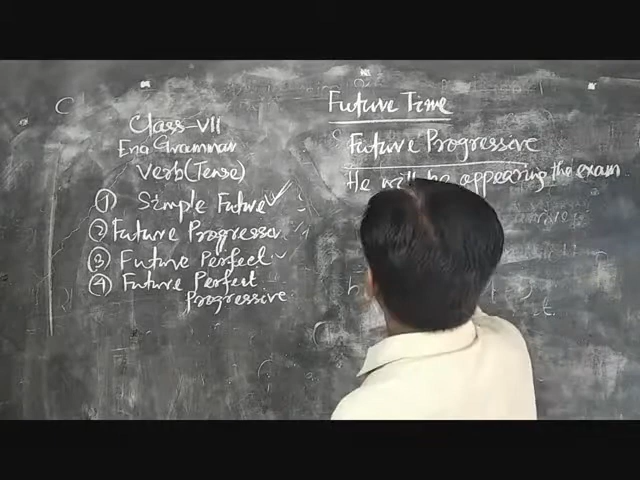 Class-VII
Eng Grammar
Verb (Tense)
① Simple Future ✓
② Future Progressive
③ Future Perfect ✓
④ Future Perfect
Progressive
Future Time
Future Progressive
He will be appearing the exam